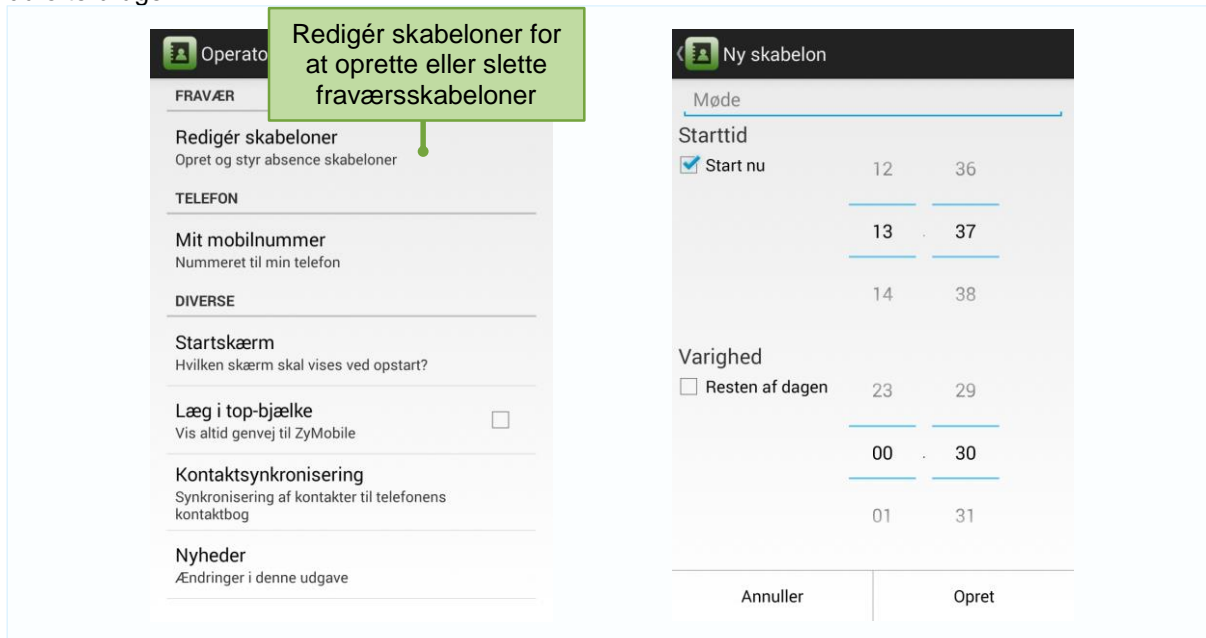 Redigér skabeloner for
at oprette eller slette
fraværsskabeloner
Operato
FRAVÆR
Redigér skabeloner
Opret og styr absence skabeloner
TELEFON
Mit mobilnummer
Nummeret til min telefon
DIVERSE
Startskærm
Hvilken skærm skal vises ved opstart?
Læg i top-bjælke
Vis altid genvej til ZyMobile
Kontaktsynkronisering
Synkronisering af kontakter til telefonens
kontaktbog
Nyheder
Ændringer i denne udgave
Ny skabelon
Møde
Starttid
Start nu
12 36
13 . 37
14 38
Varighed
Resten af dagen
23 29
00 . 30
01 31
Annuller Opret